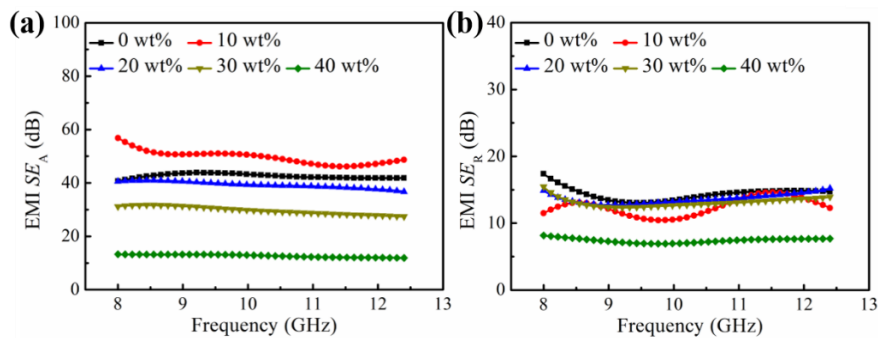 (a)
100
80
60
40
20
0
EMI SE_A (dB)
0 wt% 10 wt%
20 wt% 30 wt% 40 wt%
8 9 10 11 12 13
Frequency (GHz)
(b)
40
30
20
10
0
EMI SE_R (dB)
0 wt% 10 wt%
20 wt% 30 wt% 40 wt%
8 9 10 11 12 13
Frequency (GHz)